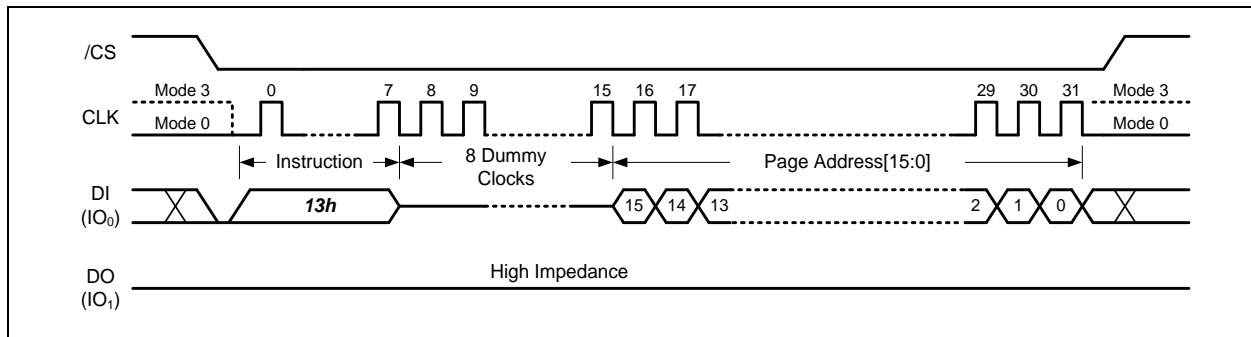 /CS
Mode 3 0 7 8 9 15 16 17 29 30 31 Mode 3
CLK
Mode 0 Mode 0
Instruction 8 Dummy Clocks Page Address[15:0]
DI
(IO0)
13h 15 14 13 2 1 0
High Impedance
DO
(IO1)